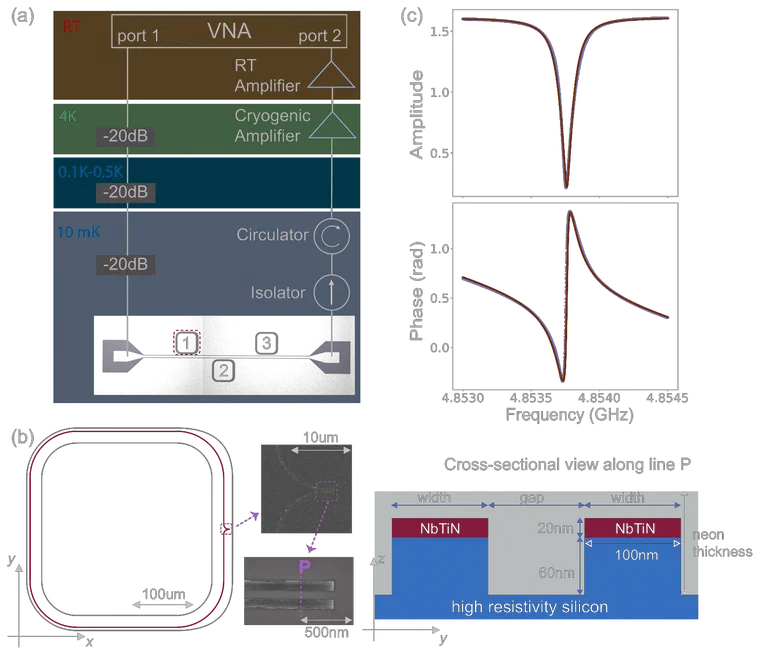 (a)
RT
VNA
port 1
port 2
RT
Amplifier
4K
Cryogenic
Amplifier
-20dB
0.1K-0.5K
-20dB
10 mK
Circulator
-20dB
Isolator
1
2
3
(c)
Amplitude
1.5
1.0
0.5
Phase (rad)
1.0
0.5
0.0
4.8530
4.8535
4.8540
4.8545
Frequency (GHz)
(b)
10um
P
500nm
100um
y
x
Cross-sectional view along line P
width
gap
width
NbTiN
20nm
NbTiN
neon
thickness
100nm
60nm
z
high resistivity silicon
y